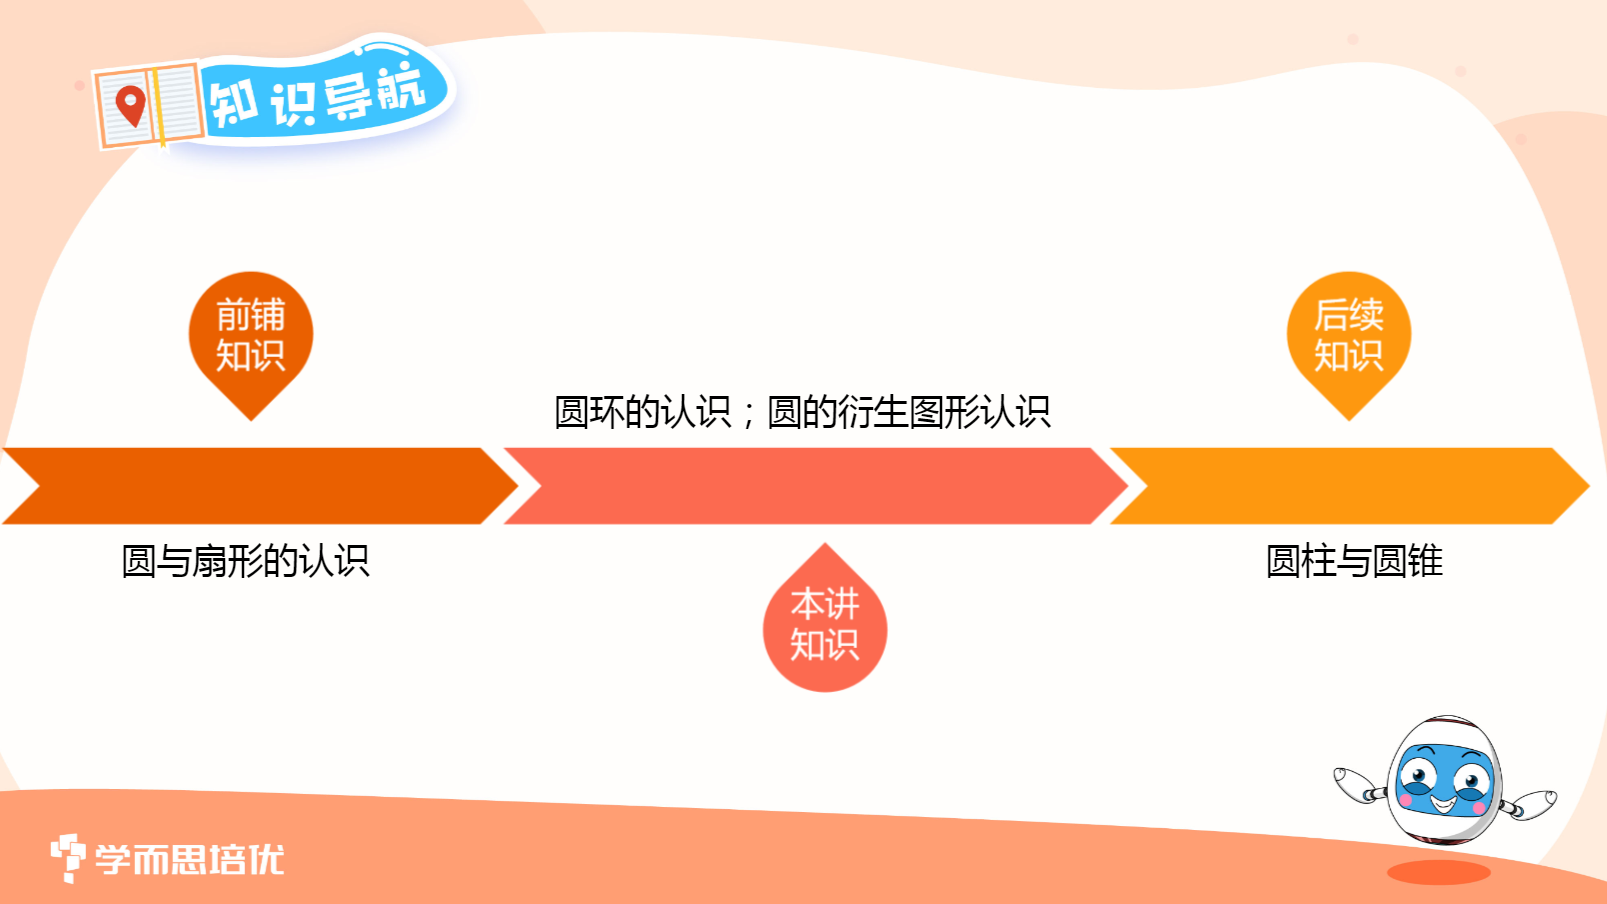 知识导航
前铺
知识
后续
知识
圆环的认识；圆的衍生图形认识
圆与扇形的认识
圆柱与圆锥
本讲
知识
学而思培优